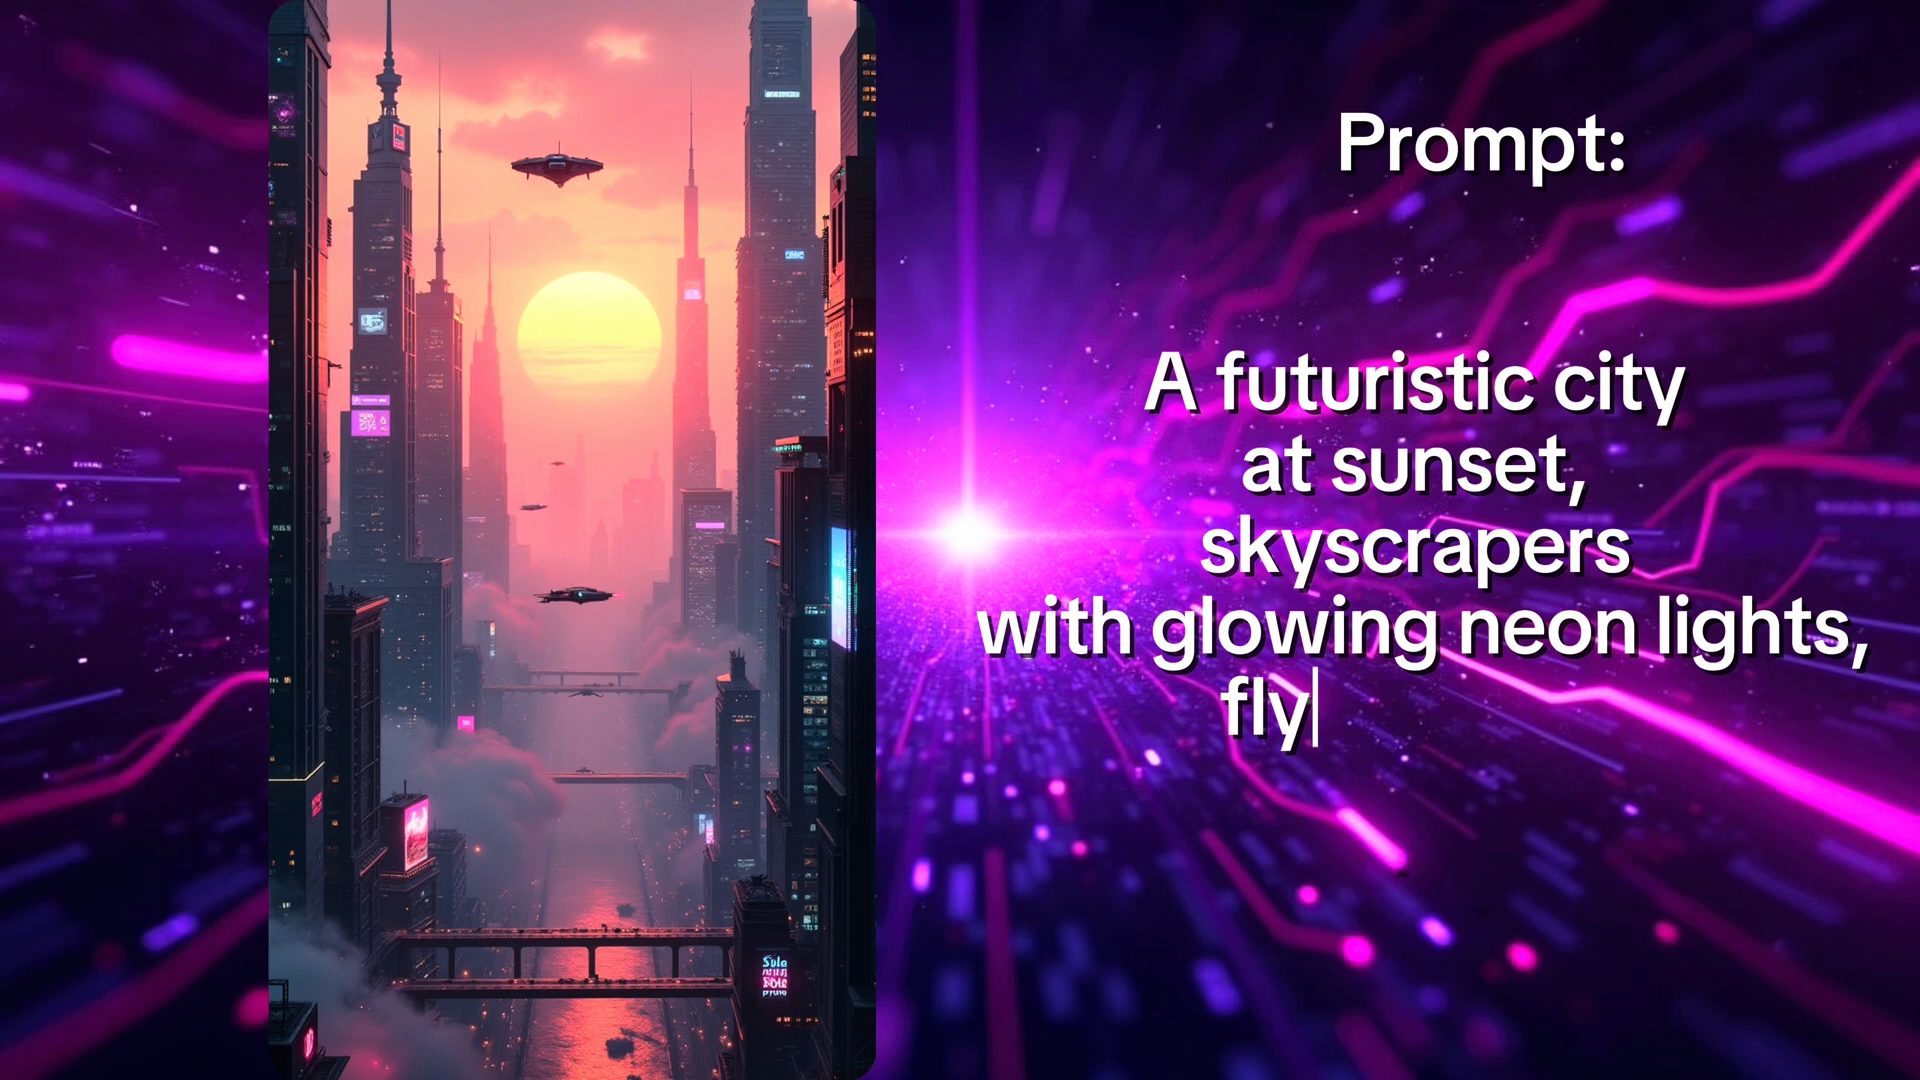 Prompt:
A futuristic city
at sunset,
skyscrapers
with glowing neon lights,
fly